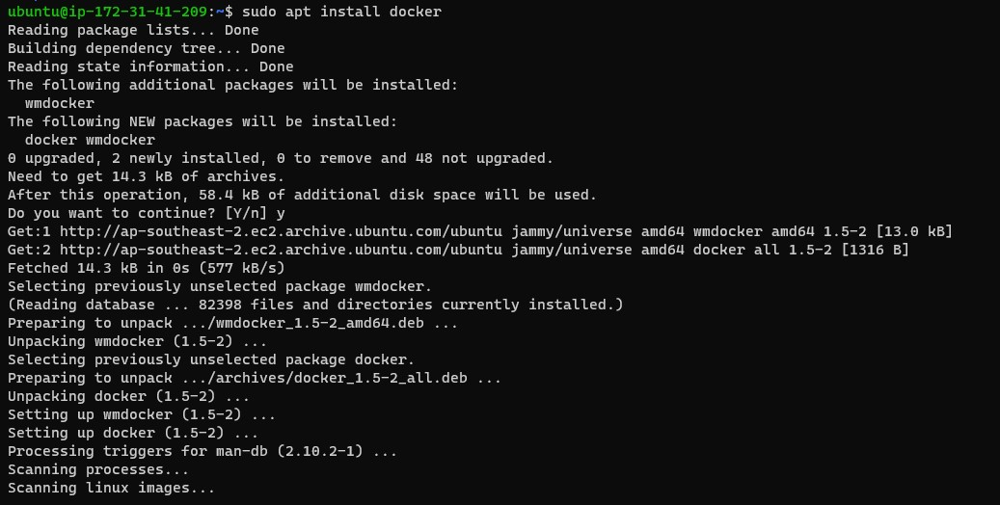 ubuntu@ip-172-31-41-209:~$ sudo apt install docker
Reading package lists... Done
Building dependency tree... Done
Reading state information... Done
The following additional packages will be installed:
  wmdocker
The following NEW packages will be installed:
  docker wmdocker
0 upgraded, 2 newly installed, 0 to remove and 48 not upgraded.
Need to get 14.3 kB of archives.
After this operation, 58.4 kB of additional disk space will be used.
Do you want to continue? [Y/n] y
Get:1 http://ap-southeast-2.ec2.archive.ubuntu.com/ubuntu jammy/universe amd64 wmdocker amd64 1.5-2 [13.0 kB]
Get:2 http://ap-southeast-2.ec2.archive.ubuntu.com/ubuntu jammy/universe amd64 docker all 1.5-2 [1316 B]
Fetched 14.3 kB in 0s (577 kB/s)
Selecting previously unselected package wmdocker.
(Reading database ... 82398 files and directories currently installed.)
Preparing to unpack .../wmdocker_1.5-2_amd64.deb ...
Unpacking wmdocker (1.5-2) ...
Selecting previously unselected package docker.
Preparing to unpack .../archives/docker_1.5-2_all.deb ...
Unpacking docker (1.5-2) ...
Setting up wmdocker (1.5-2) ...
Setting up docker (1.5-2) ...
Processing triggers for man-db (2.10.2-1) ...
Scanning processes...
Scanning linux images...